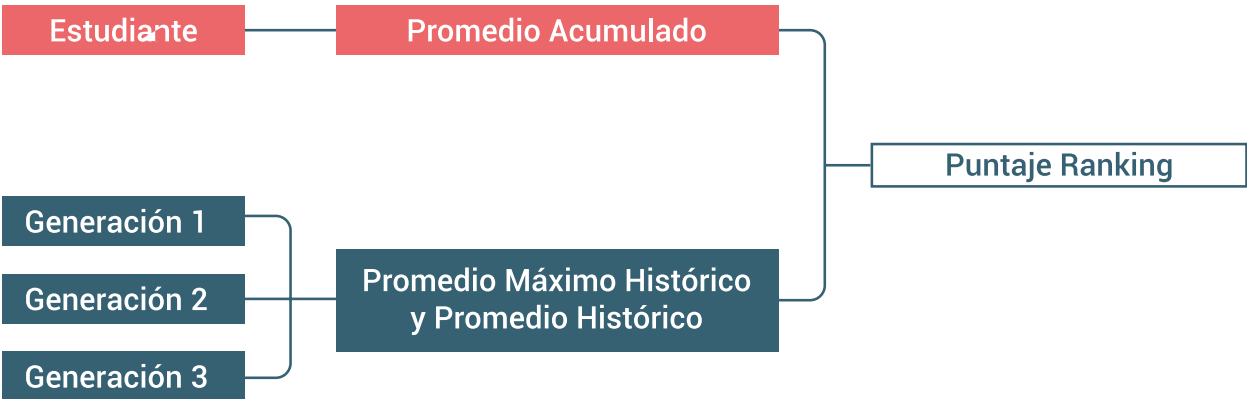 Estudiante
Promedio Acumulado
Puntaje Ranking
Generación 1
Generación 2
Generación 3
Promedio Máximo Histórico
y Promedio Histórico